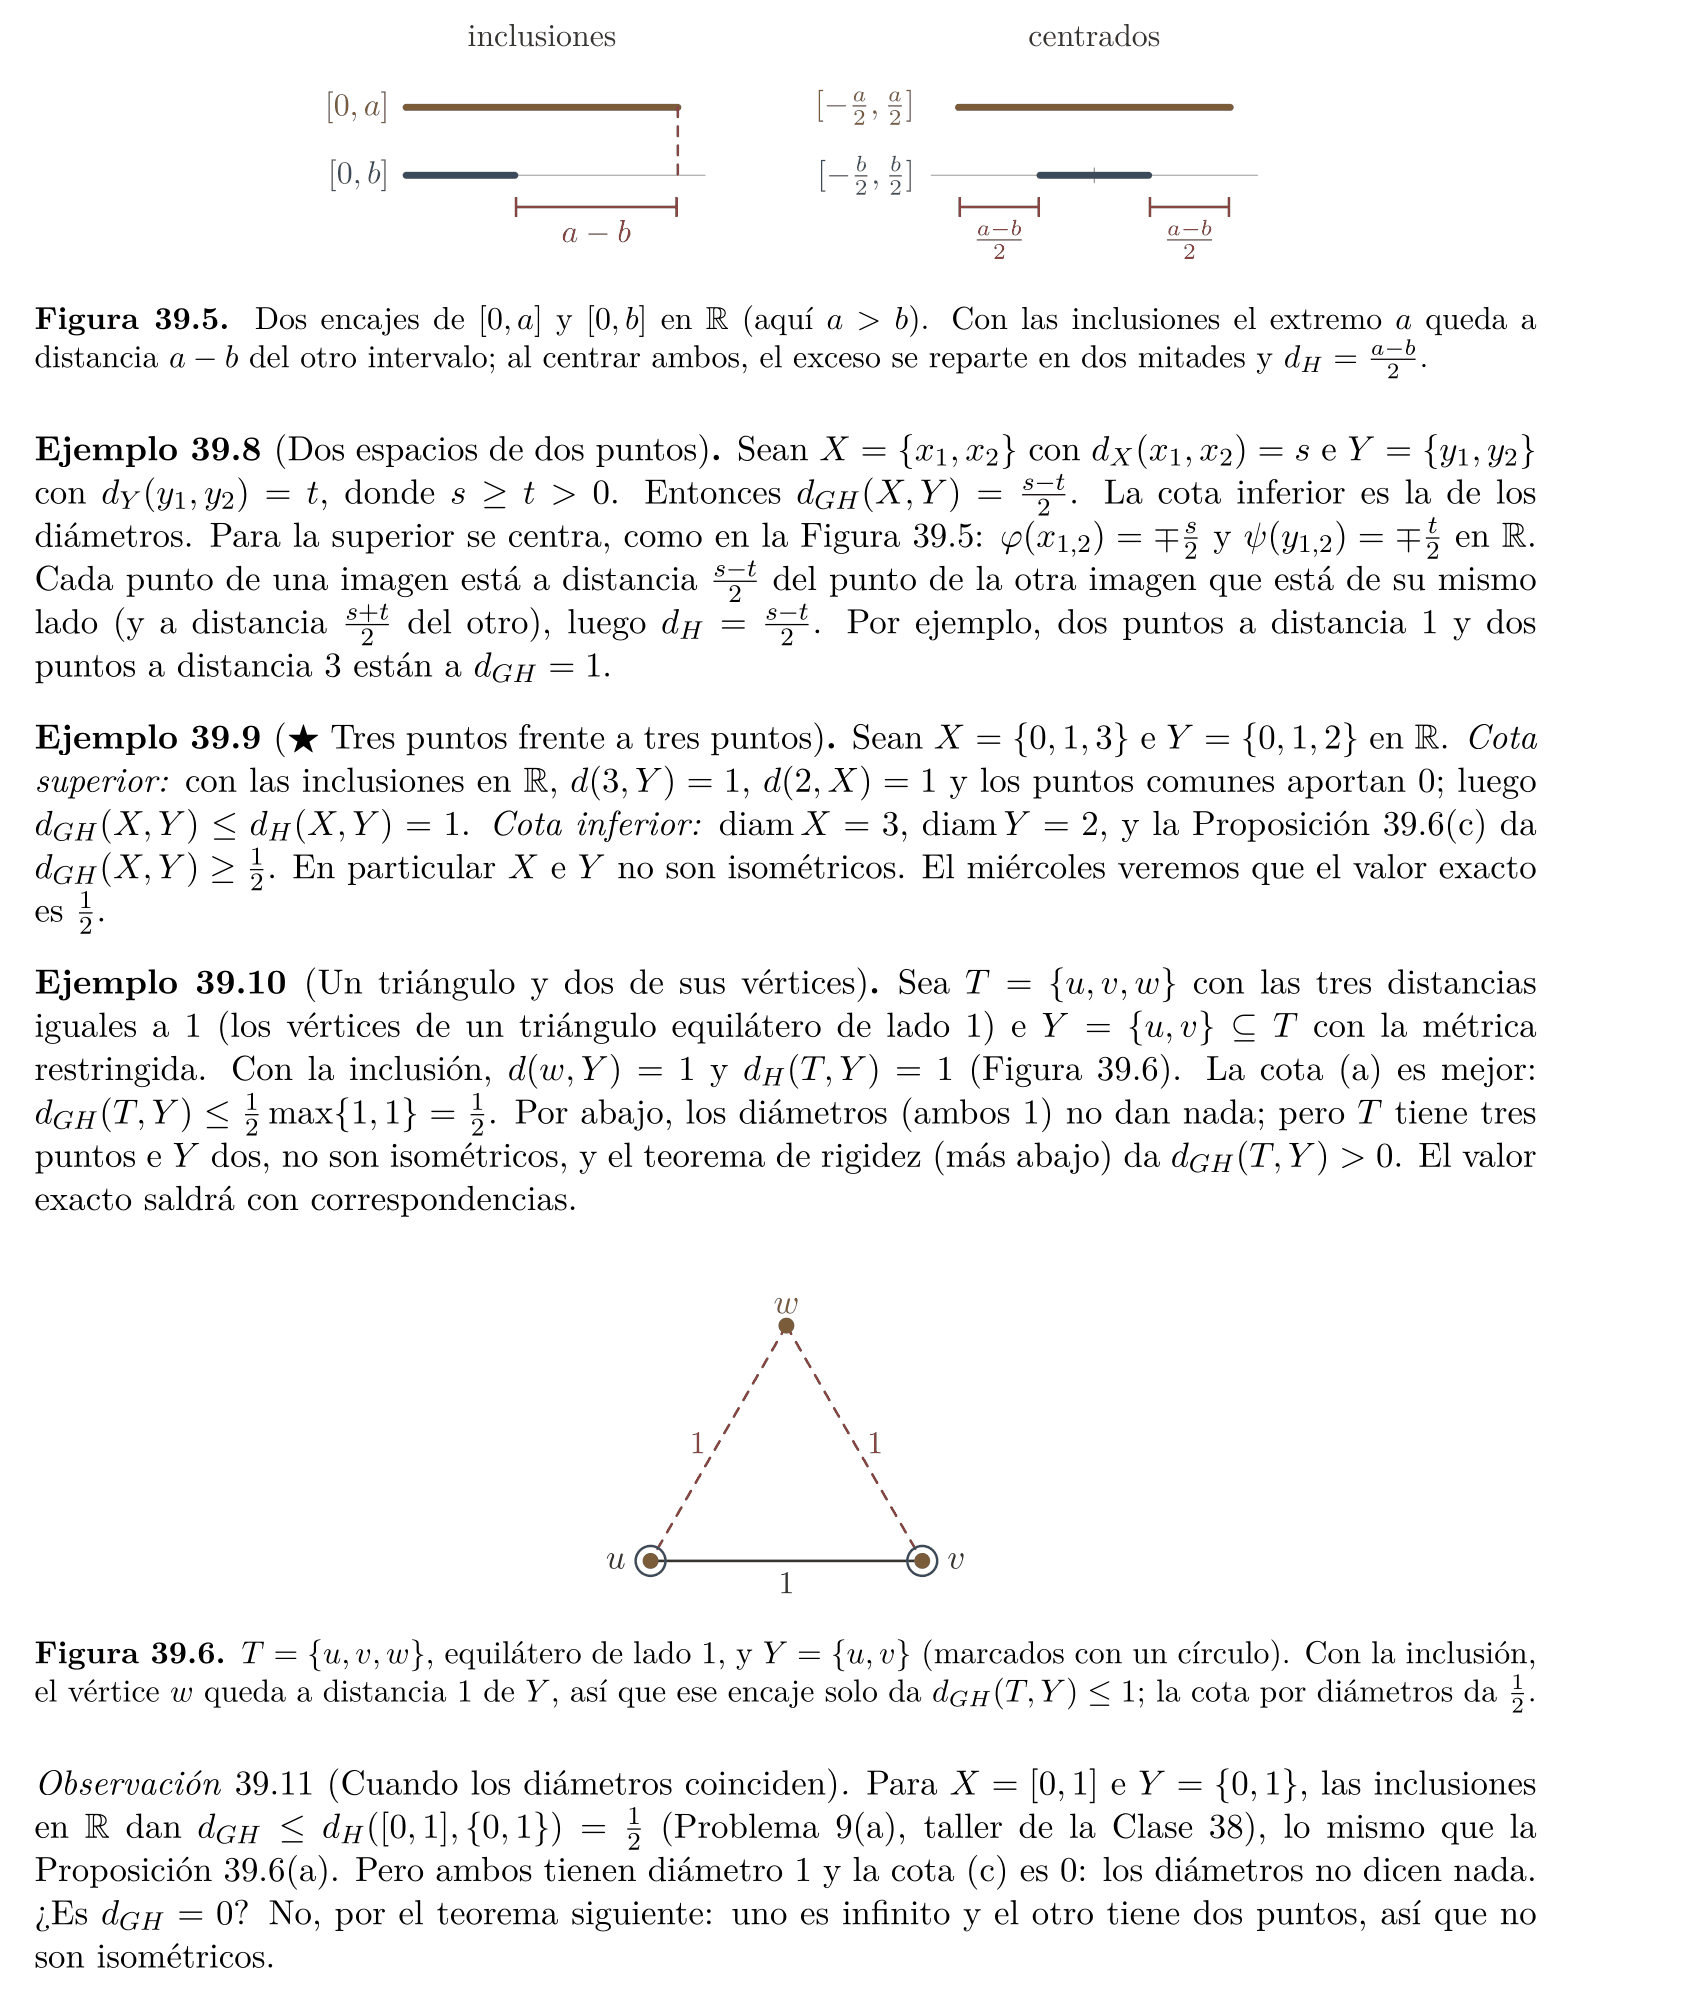 inclusiones
centrados
[0, a]
[−a/2, a/2]
[0, b]
[−b/2, b/2]
a − b
(a−b)/2
(a−b)/2
Figura 39.5. Dos encajes de [0, a] y [0, b] en ℝ (aquí a > b). Con las inclusiones el extremo a queda a
distancia a − b del otro intervalo; al centrar ambos, el exceso se reparte en dos mitades y d_H = (a−b)/2.
Ejemplo 39.8 (Dos espacios de dos puntos). Sean X = {x₁, x₂} con d_X(x₁, x₂) = s e Y = {y₁, y₂}
con d_Y(y₁, y₂) = t, donde s ≥ t > 0. Entonces d_GH(X, Y) = (s−t)/2. La cota inferior es la de los
diámetros. Para la superior se centra, como en la Figura 39.5: φ(x₁,₂) = ∓s/2 y ψ(y₁,₂) = ∓t/2 en ℝ.
Cada punto de una imagen está a distancia (s−t)/2 del punto de la otra imagen que está de su mismo
lado (y a distancia (s+t)/2 del otro), luego d_H = (s−t)/2. Por ejemplo, dos puntos a distancia 1 y dos
puntos a distancia 3 están a d_GH = 1.
Ejemplo 39.9 (★ Tres puntos frente a tres puntos). Sean X = {0, 1, 3} e Y = {0, 1, 2} en ℝ. Cota
superior: con las inclusiones en ℝ, d(3, Y) = 1, d(2, X) = 1 y los puntos comunes aportan 0; luego
d_GH(X, Y) ≤ d_H(X, Y) = 1. Cota inferior: diam X = 3, diam Y = 2, y la Proposición 39.6(c) da
d_GH(X, Y) ≥ 1/2. En particular X e Y no son isométricos. El miércoles veremos que el valor exacto
es 1/2.
Ejemplo 39.10 (Un triángulo y dos de sus vértices). Sea T = {u, v, w} con las tres distancias
iguales a 1 (los vértices de un triángulo equilátero de lado 1) e Y = {u, v} ⊆ T con la métrica
restringida. Con la inclusión, d(w, Y) = 1 y d_H(T, Y) = 1 (Figura 39.6). La cota (a) es mejor:
d_GH(T, Y) ≤ 1/2 max{1, 1} = 1/2. Por abajo, los diámetros (ambos 1) no dan nada; pero T tiene tres
puntos e Y dos, no son isométricos, y el teorema de rigidez (más abajo) da d_GH(T, Y) > 0. El valor
exacto saldrá con correspondencias.
w
1
1
u
v
1
Figura 39.6. T = {u, v, w}, equilátero de lado 1, y Y = {u, v} (marcados con un círculo). Con la inclusión,
el vértice w queda a distancia 1 de Y, así que ese encaje solo da d_GH(T, Y) ≤ 1; la cota por diámetros da 1/2.
Observación 39.11 (Cuando los diámetros coinciden). Para X = [0, 1] e Y = {0, 1}, las inclusiones
en ℝ dan d_GH ≤ d_H([0, 1], {0, 1}) = 1/2 (Problema 9(a), taller de la Clase 38), lo mismo que la
Proposición 39.6(a). Pero ambos tienen diámetro 1 y la cota (c) es 0: los diámetros no dicen nada.
¿Es d_GH = 0? No, por el teorema siguiente: uno es infinito y el otro tiene dos puntos, así que no
son isométricos.